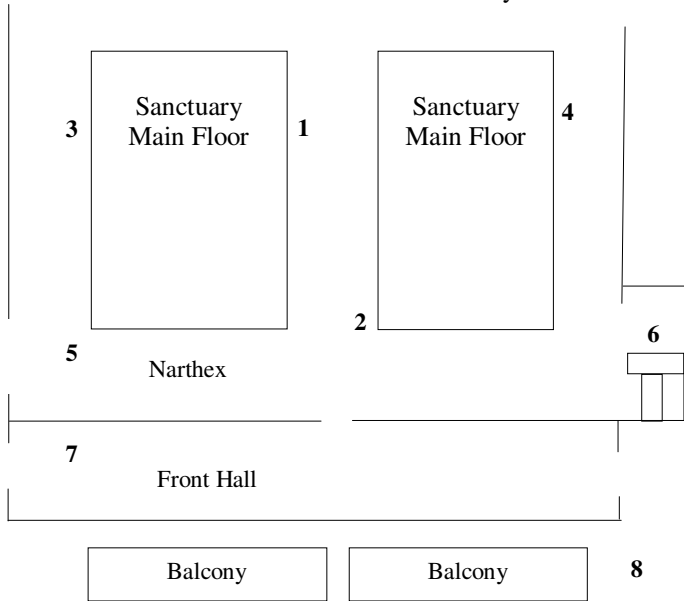 Sanctuary
Main Floor
Sanctuary
Main Floor
3
1
4
2
5
Narthex
6
7
Front Hall
Balcony
Balcony
8